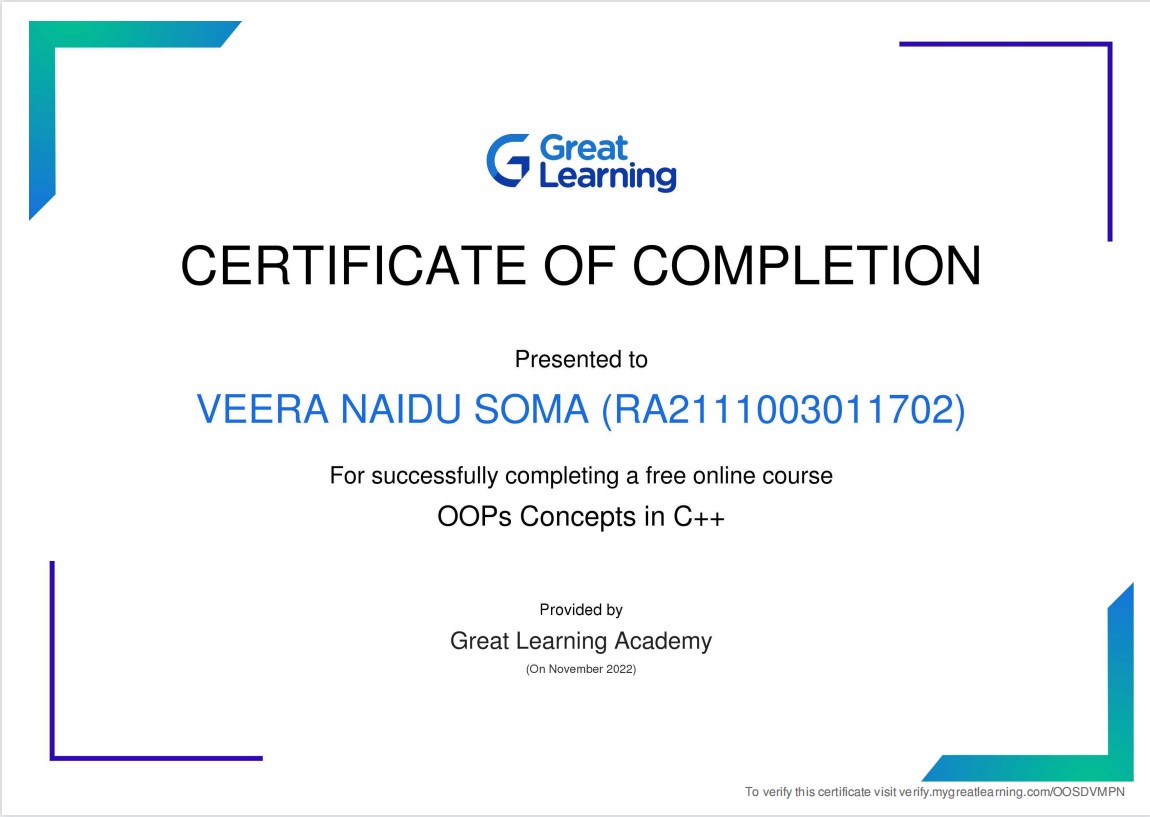 Great
Learning
CERTIFICATE OF COMPLETION
Presented to
VEERA NAIDU SOMA (RA2111003011702)
For successfully completing a free online course
OOPs Concepts in C++
Provided by
Great Learning Academy
(On November 2022)
To verify this certificate visit verify.mygreatlearning.com/OOSDVMPN